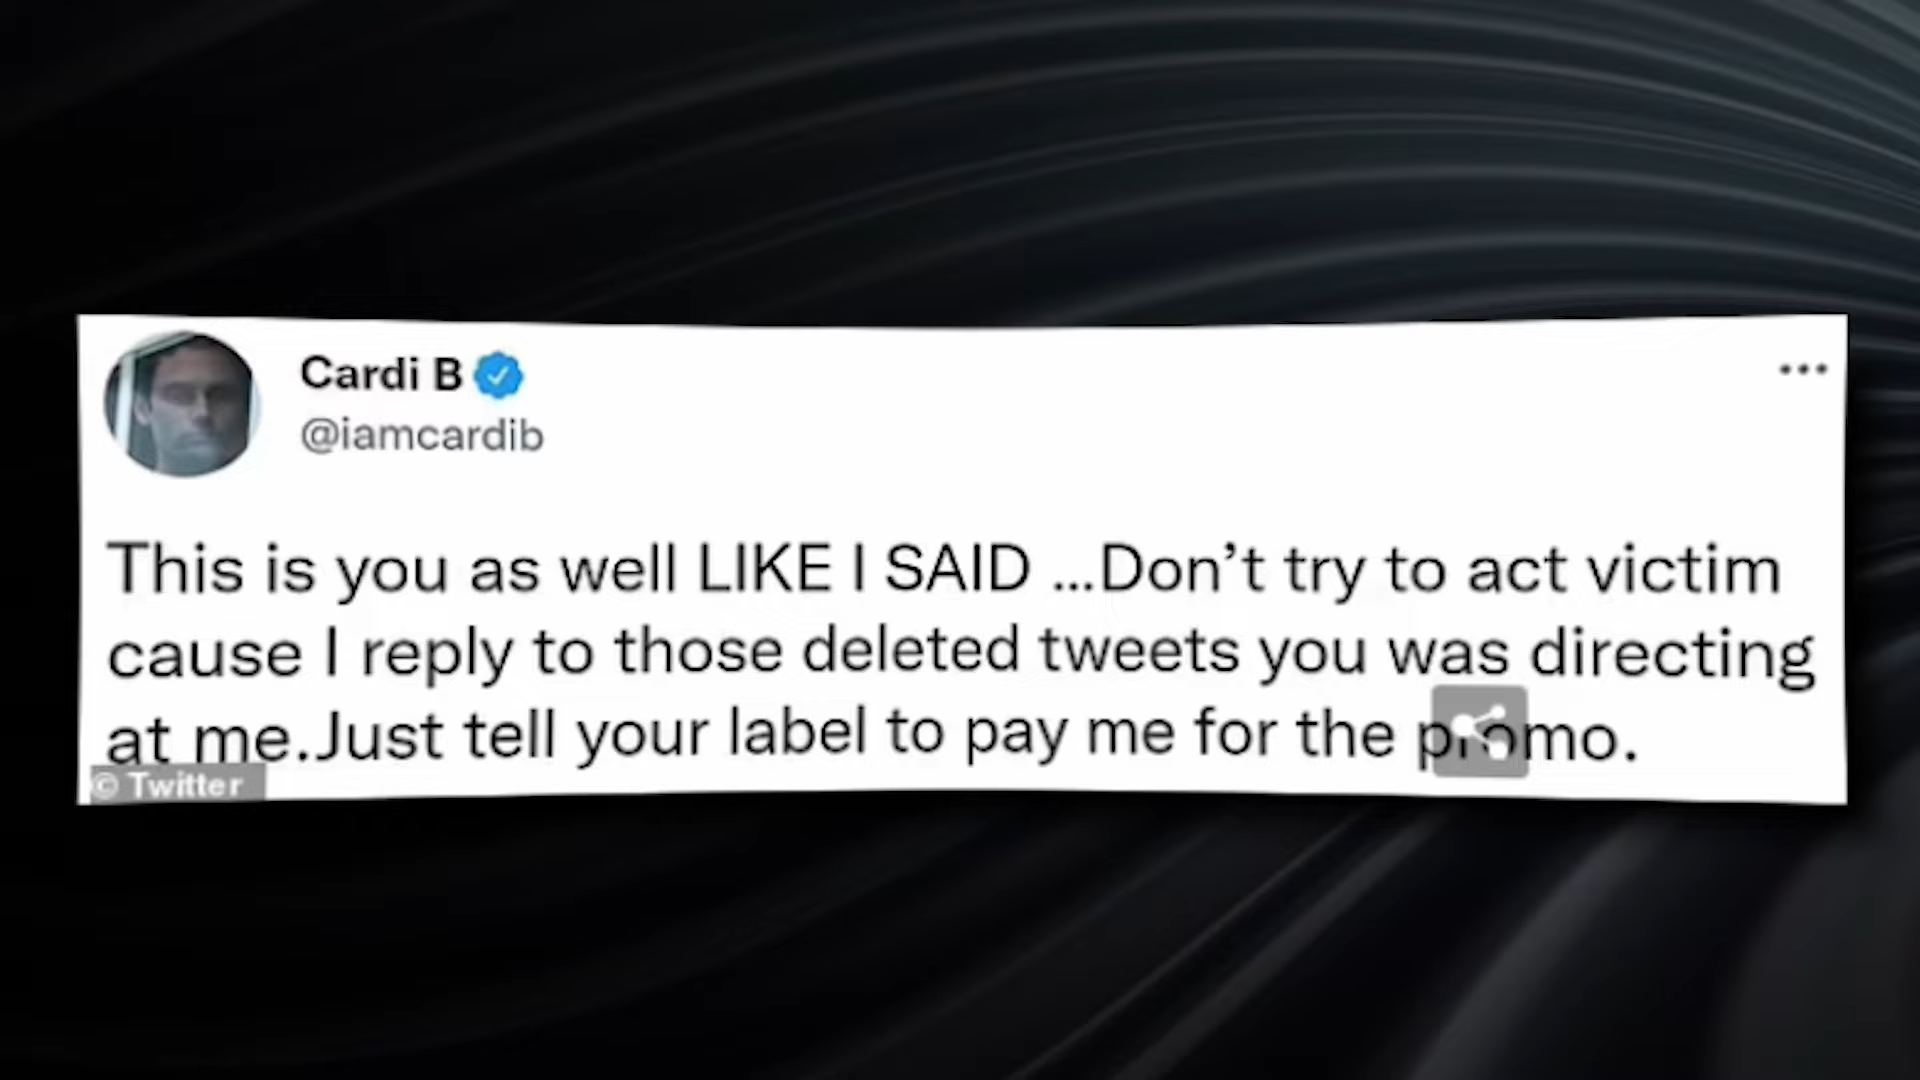 Cardi B
@iamcardib
This is you as well LIKE I SAID ...Don't try to act victim
cause I reply to those deleted tweets you was directing
at me.Just tell your label to pay me for the promo.
© Twitter